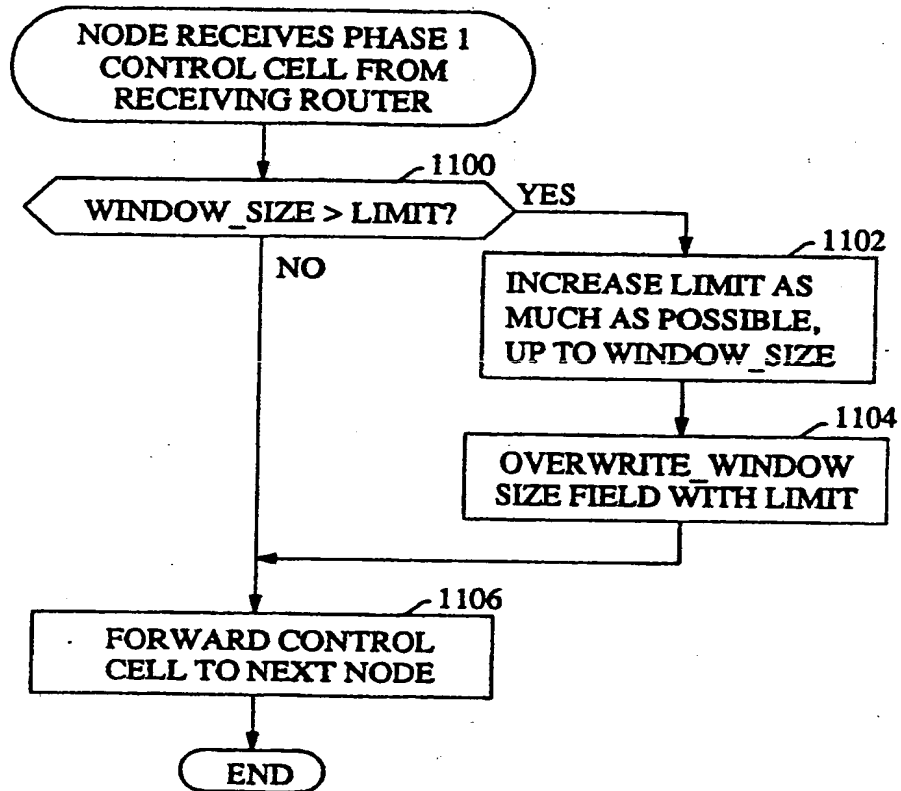 NODE RECEIVES PHASE 1
CONTROL CELL FROM
RECEIVING ROUTER
1100
WINDOW_SIZE > LIMIT?
YES
NO
1102
INCREASE LIMIT AS
MUCH AS POSSIBLE,
UP TO WINDOW_SIZE
1104
OVERWRITE_WINDOW
SIZE FIELD WITH LIMIT
1106
FORWARD CONTROL
CELL TO NEXT NODE
END